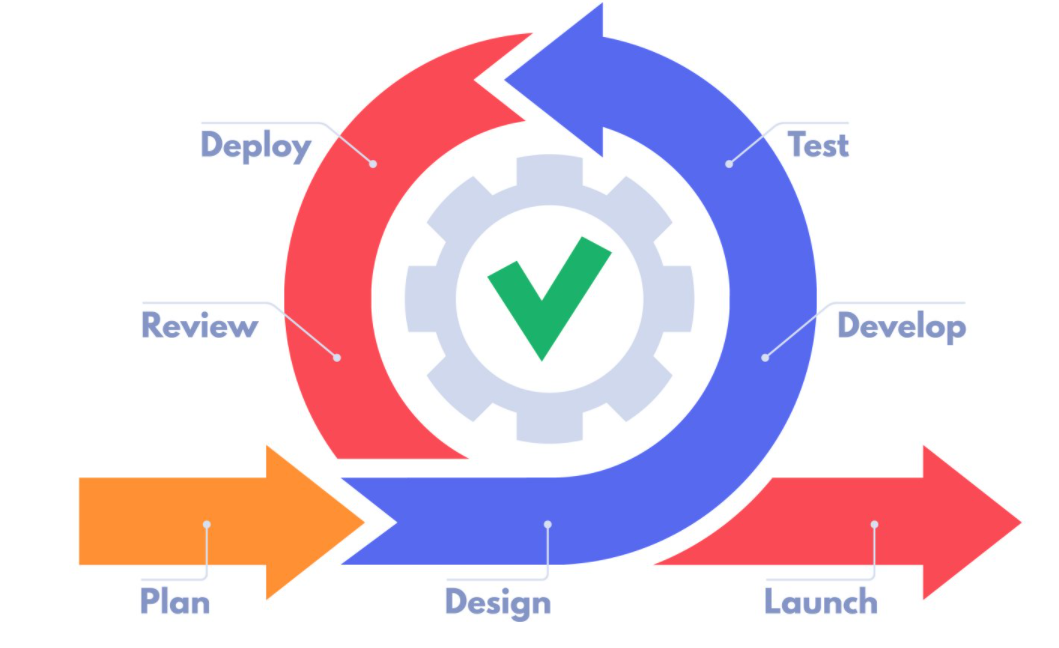 Deploy
Test
Review
Develop
Plan
Design
Launch